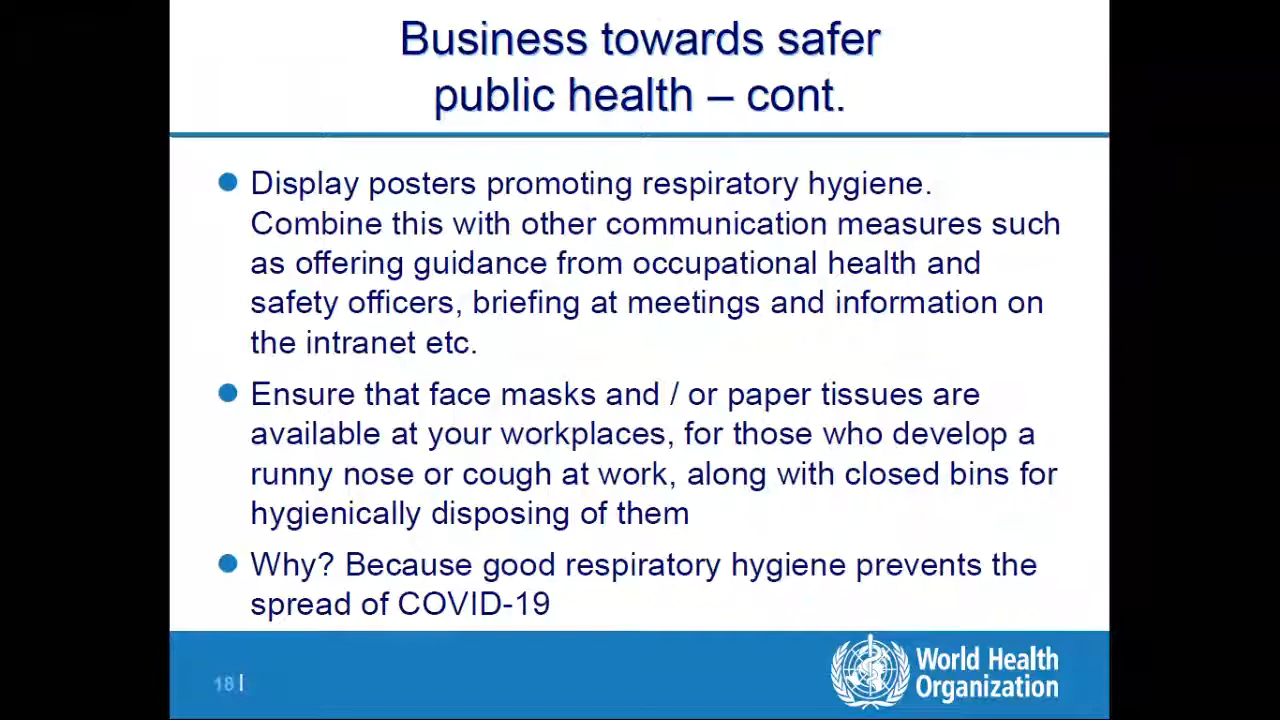 Business towards safer
public health – cont.
Display posters promoting respiratory hygiene.
Combine this with other communication measures such
as offering guidance from occupational health and
safety officers, briefing at meetings and information on
the intranet etc.
Ensure that face masks and / or paper tissues are
available at your workplaces, for those who develop a
runny nose or cough at work, along with closed bins for
hygienically disposing of them
Why? Because good respiratory hygiene prevents the
spread of COVID-19
18 |
World Health
Organization